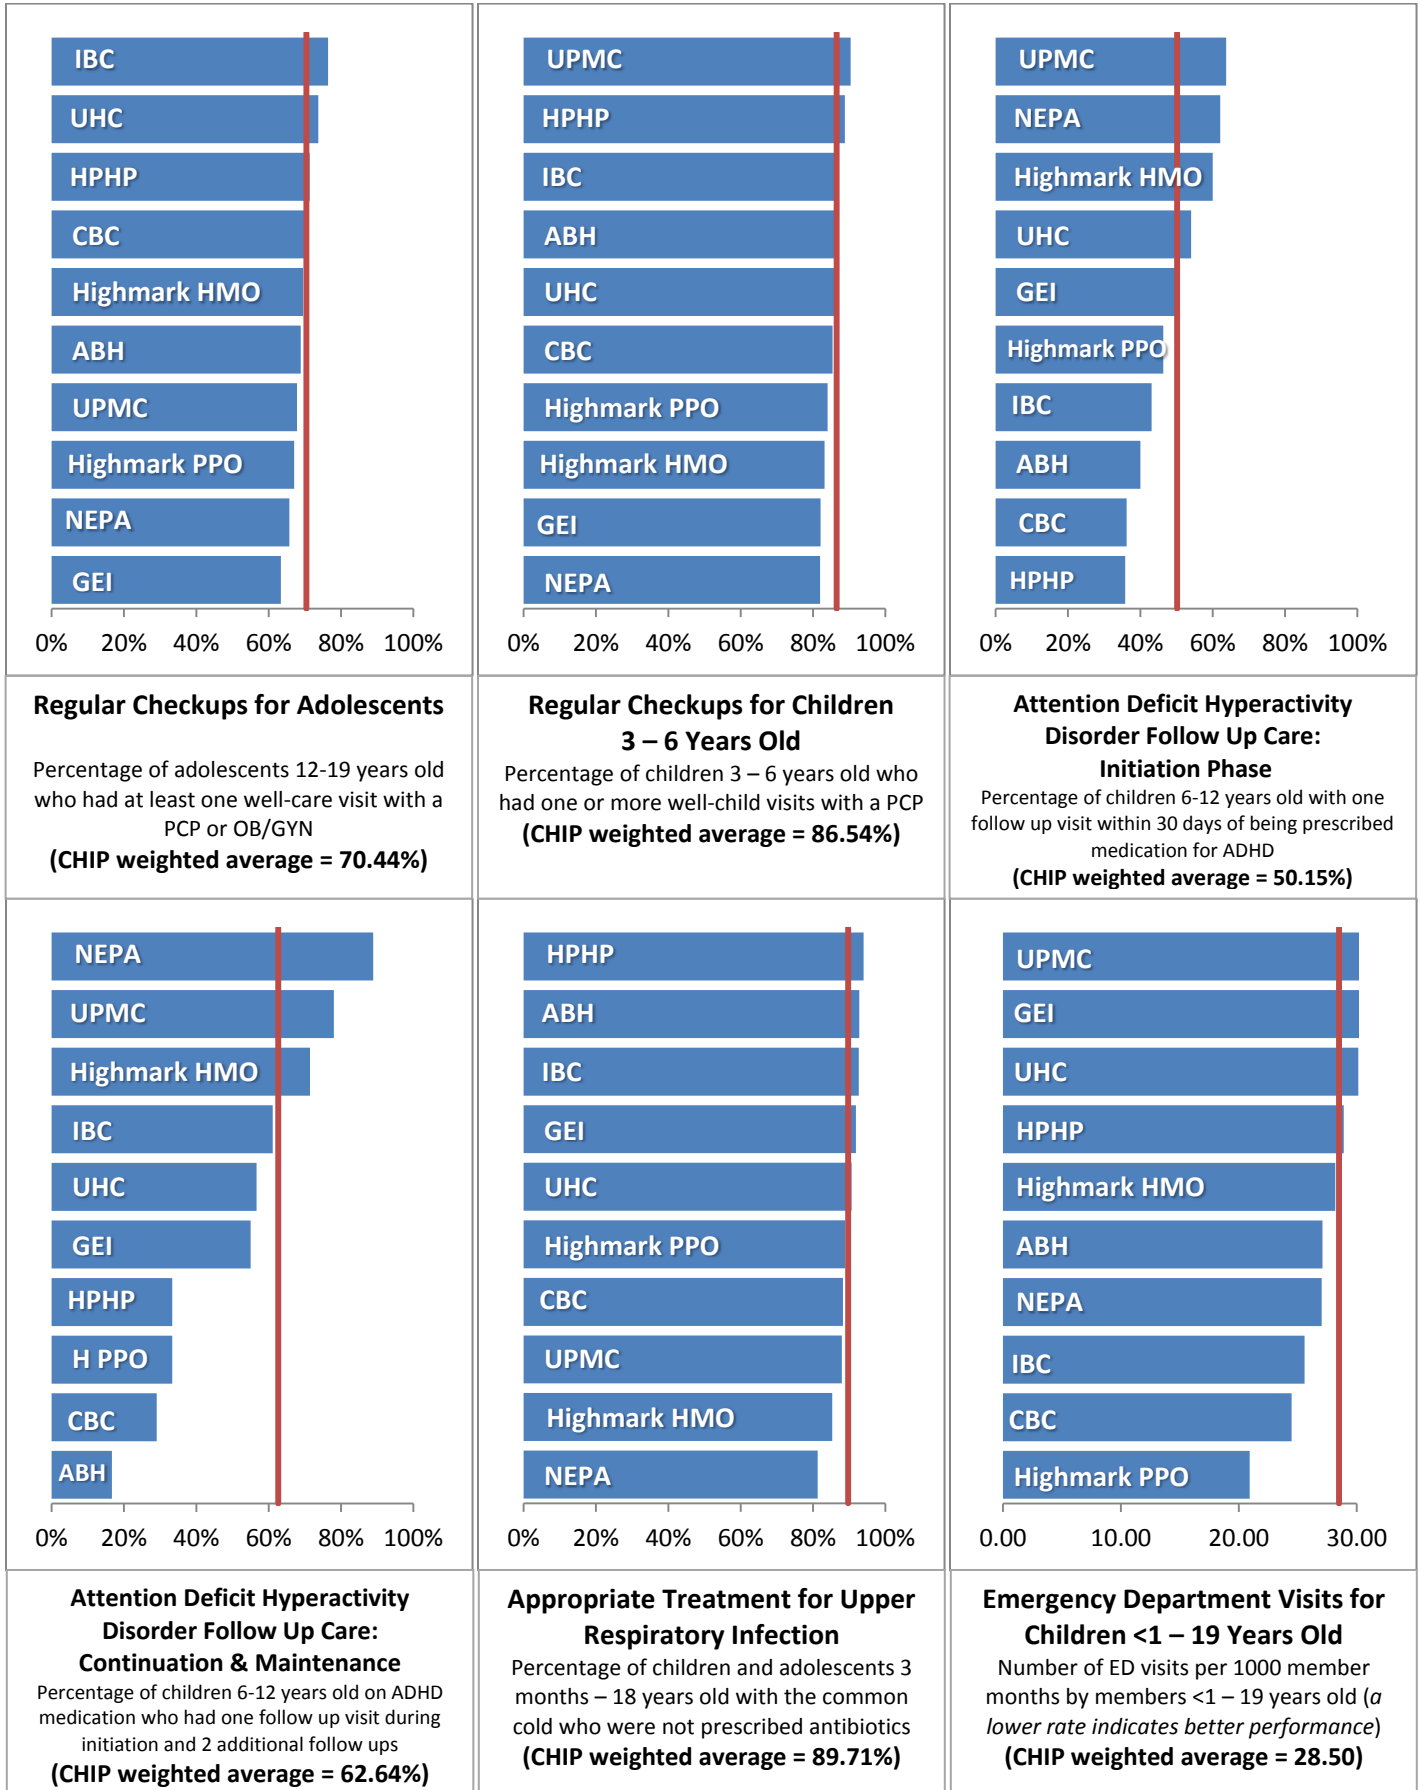 IBC
UHC
HPHP
CBC
Highmark HMO
ABH
UPMC
Highmark PPO
NEPA
GEI
0% 20% 40% 60% 80% 100%
Regular Checkups for Adolescents
Percentage of adolescents 12-19 years old
who had at least one well-care visit with a
PCP or OB/GYN
(CHIP weighted average = 70.44%)
UPMC
HPHP
IBC
ABH
UHC
CBC
Highmark PPO
Highmark HMO
GEI
NEPA
0% 20% 40% 60% 80% 100%
Regular Checkups for Children
3 – 6 Years Old
Percentage of children 3 – 6 years old who
had one or more well-child visits with a PCP
(CHIP weighted average = 86.54%)
UPMC
NEPA
Highmark HMO
UHC
GEI
Highmark PPO
IBC
ABH
CBC
HPHP
0% 20% 40% 60% 80% 100%
Attention Deficit Hyperactivity
Disorder Follow Up Care:
Initiation Phase
Percentage of children 6-12 years old with one
follow up visit within 30 days of being prescribed
medication for ADHD
(CHIP weighted average = 50.15%)
NEPA
UPMC
Highmark HMO
IBC
UHC
GEI
HPHP
H PPO
CBC
ABH
0% 20% 40% 60% 80% 100%
Attention Deficit Hyperactivity
Disorder Follow Up Care:
Continuation & Maintenance
Percentage of children 6-12 years old on ADHD
medication who had one follow up visit during
initiation and 2 additional follow ups
(CHIP weighted average = 62.64%)
HPHP
ABH
IBC
GEI
UHC
Highmark PPO
CBC
UPMC
Highmark HMO
NEPA
0% 20% 40% 60% 80% 100%
Appropriate Treatment for Upper
Respiratory Infection
Percentage of children and adolescents 3
months – 18 years old with the common
cold who were not prescribed antibiotics
(CHIP weighted average = 89.71%)
UPMC
GEI
UHC
HPHP
Highmark HMO
ABH
NEPA
IBC
CBC
Highmark PPO
0.00 10.00 20.00 30.00
Emergency Department Visits for
Children <1 – 19 Years Old
Number of ED visits per 1000 member
months by members <1 – 19 years old (a
lower rate indicates better performance)
(CHIP weighted average = 28.50)